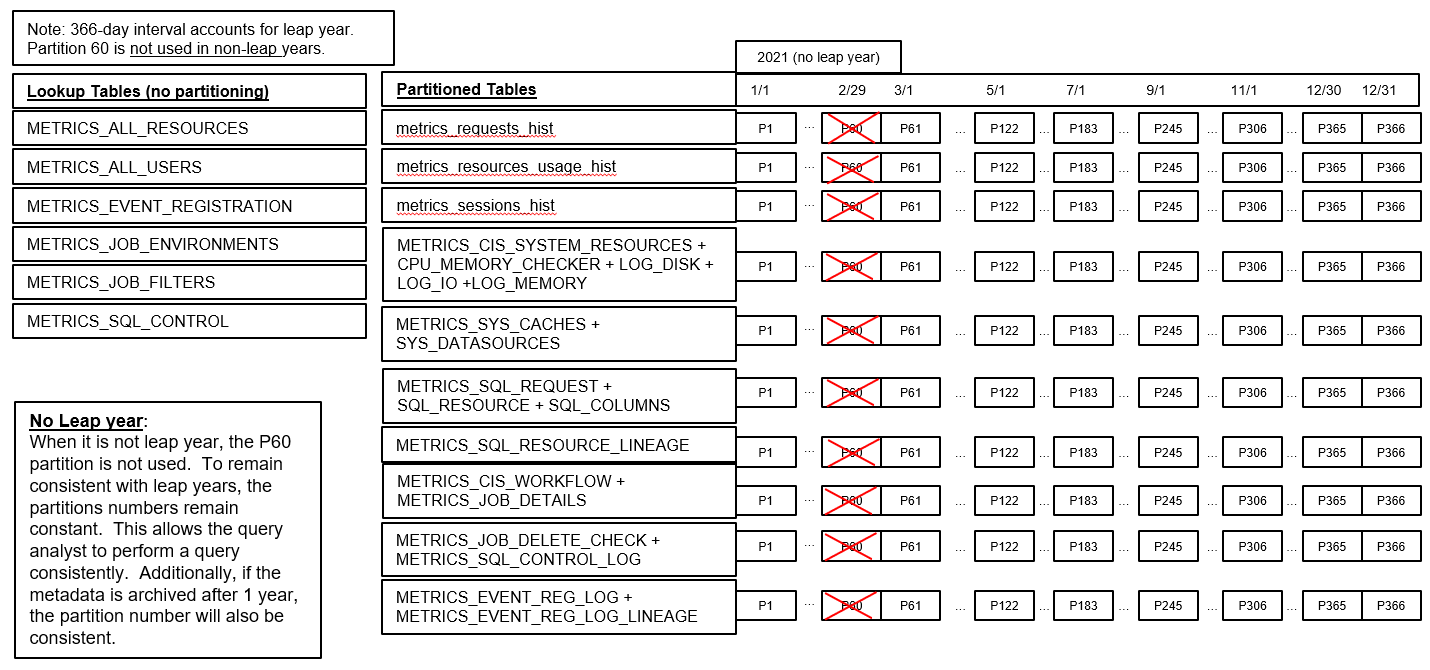 Note: 366-day interval accounts for leap year.
Partition 60 is not used in non-leap years.
2021 (no leap year)
Lookup Tables (no partitioning)
METRICS_ALL_RESOURCES
METRICS_ALL_USERS
METRICS_EVENT_REGISTRATION
METRICS_JOB_ENVIRONMENTS
METRICS_JOB_FILTERS
METRICS_SQL_CONTROL
No Leap year:
When it is not leap year, the P60
partition is not used. To remain
consistent with leap years, the
partitions numbers remain
constant. This allows the query
analyst to perform a query
consistently. Additionally, if the
metadata is archived after 1 year,
the partition number will also be
consistent.
Partitioned Tables 1/1 2/29 3/1 5/1 7/1 9/1 11/1 12/30 12/31
metrics_requests_hist P1 ... P60 P61 ... P122 ... P183 ... P245 ... P306 ... P365 P366
metrics_resources_usage_hist P1 ... P60 P61 ... P122 ... P183 ... P245 ... P306 ... P365 P366
metrics_sessions_hist P1 ... P60 P61 ... P122 ... P183 ... P245 ... P306 ... P365 P366
METRICS_CIS_SYSTEM_RESOURCES +
CPU_MEMORY_CHECKER + LOG_DISK +
LOG_IO +LOG_MEMORY
P1 ... P60 P61 ... P122 ... P183 ... P245 ... P306 ... P365 P366
METRICS_SYS_CACHES +
SYS_DATASOURCES
P1 ... P60 P61 ... P122 ... P183 ... P245 ... P306 ... P365 P366
METRICS_SQL_REQUEST +
SQL_RESOURCE + SQL_COLUMNS
P1 ... P60 P61 ... P122 ... P183 ... P245 ... P306 ... P365 P366
METRICS_SQL_RESOURCE_LINEAGE
P1 ... P60 P61 ... P122 ... P183 ... P245 ... P306 ... P365 P366
METRICS_CIS_WORKFLOW +
METRICS_JOB_DETAILS
P1 ... P60 P61 ... P122 ... P183 ... P245 ... P306 ... P365 P366
METRICS_JOB_DELETE_CHECK +
METRICS_SQL_CONTROL_LOG
P1 ... P60 P61 ... P122 ... P183 ... P245 ... P306 ... P365 P366
METRICS_EVENT_REG_LOG +
METRICS_EVENT_REG_LOG_LINEAGE
P1 ... P60 P61 ... P122 ... P183 ... P245 ... P306 ... P365 P366